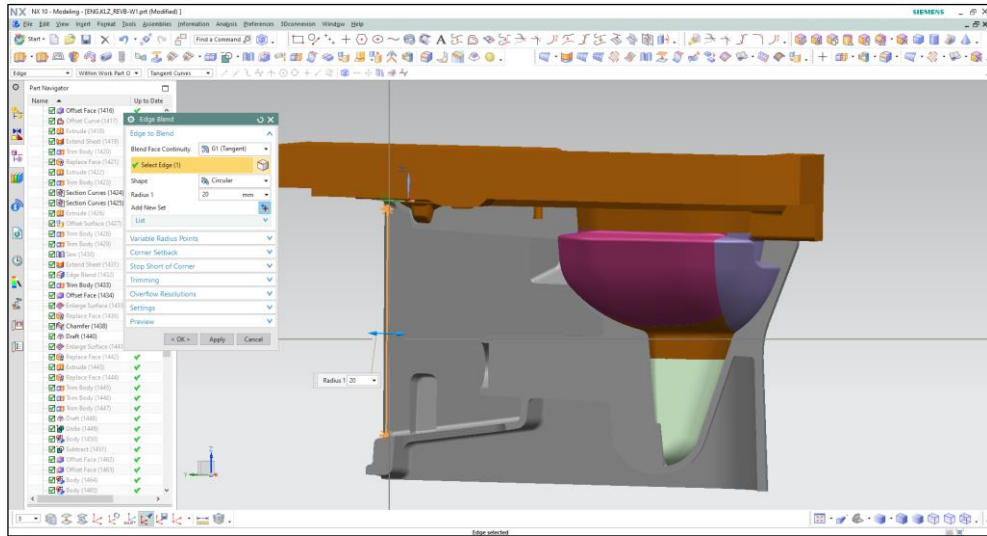 NX NX 10 - Modeling - [ENG.KLZ_REVB-W1.prt (Modified) ]
SIEMENS
File Edit View Insert Format Tools Assemblies Information Analysis Preferences 3Dconnexion Window Help
Start
Find a Command
Edge
Within Work Part O
Tangent Curves
Part Navigator
Name
Up to Date
Offset Face (1416)
Offset Curve (1417)
Extrude (1418)
Extend Sheet (1419)
Trim Body (1420)
Replace Face (1421)
Extrude (1422)
Trim Body (1423)
Section Curves (1424)
Section Curves (1425)
Extrude (1426)
Offset Surface (1427)
Trim Body (1428)
Trim Body (1429)
Sew (1430)
Extend Sheet (1431)
Edge Blend (1432)
Trim Body (1433)
Offset Face (1434)
Enlarge Surface (1435
Replace Face (1436)
Chamfer (1438)
Draft (1440)
Enlarge Surface (1441
Replace Face (1442)
Extrude (1443)
Replace Face (1444)
Trim Body (1445)
Trim Body (1446)
Trim Body (1447)
Draft (1448)
Unite (1449)
Body (1450)
Subtract (1451)
Offset Face (1462)
Offset Face (1463)
Body (1464)
Body (1465)
Edge Blend
Edge to Blend
Blend Face Continuity
G1 (Tangent)
Select Edge (1)
Shape
Circular
Radius 1
20
mm
Add New Set
List
Variable Radius Points
Corner Setback
Stop Short of Corner
Trimming
Overflow Resolutions
Settings
Preview
< OK >
Apply
Cancel
Radius 1 20
Z
Y
Edge selected